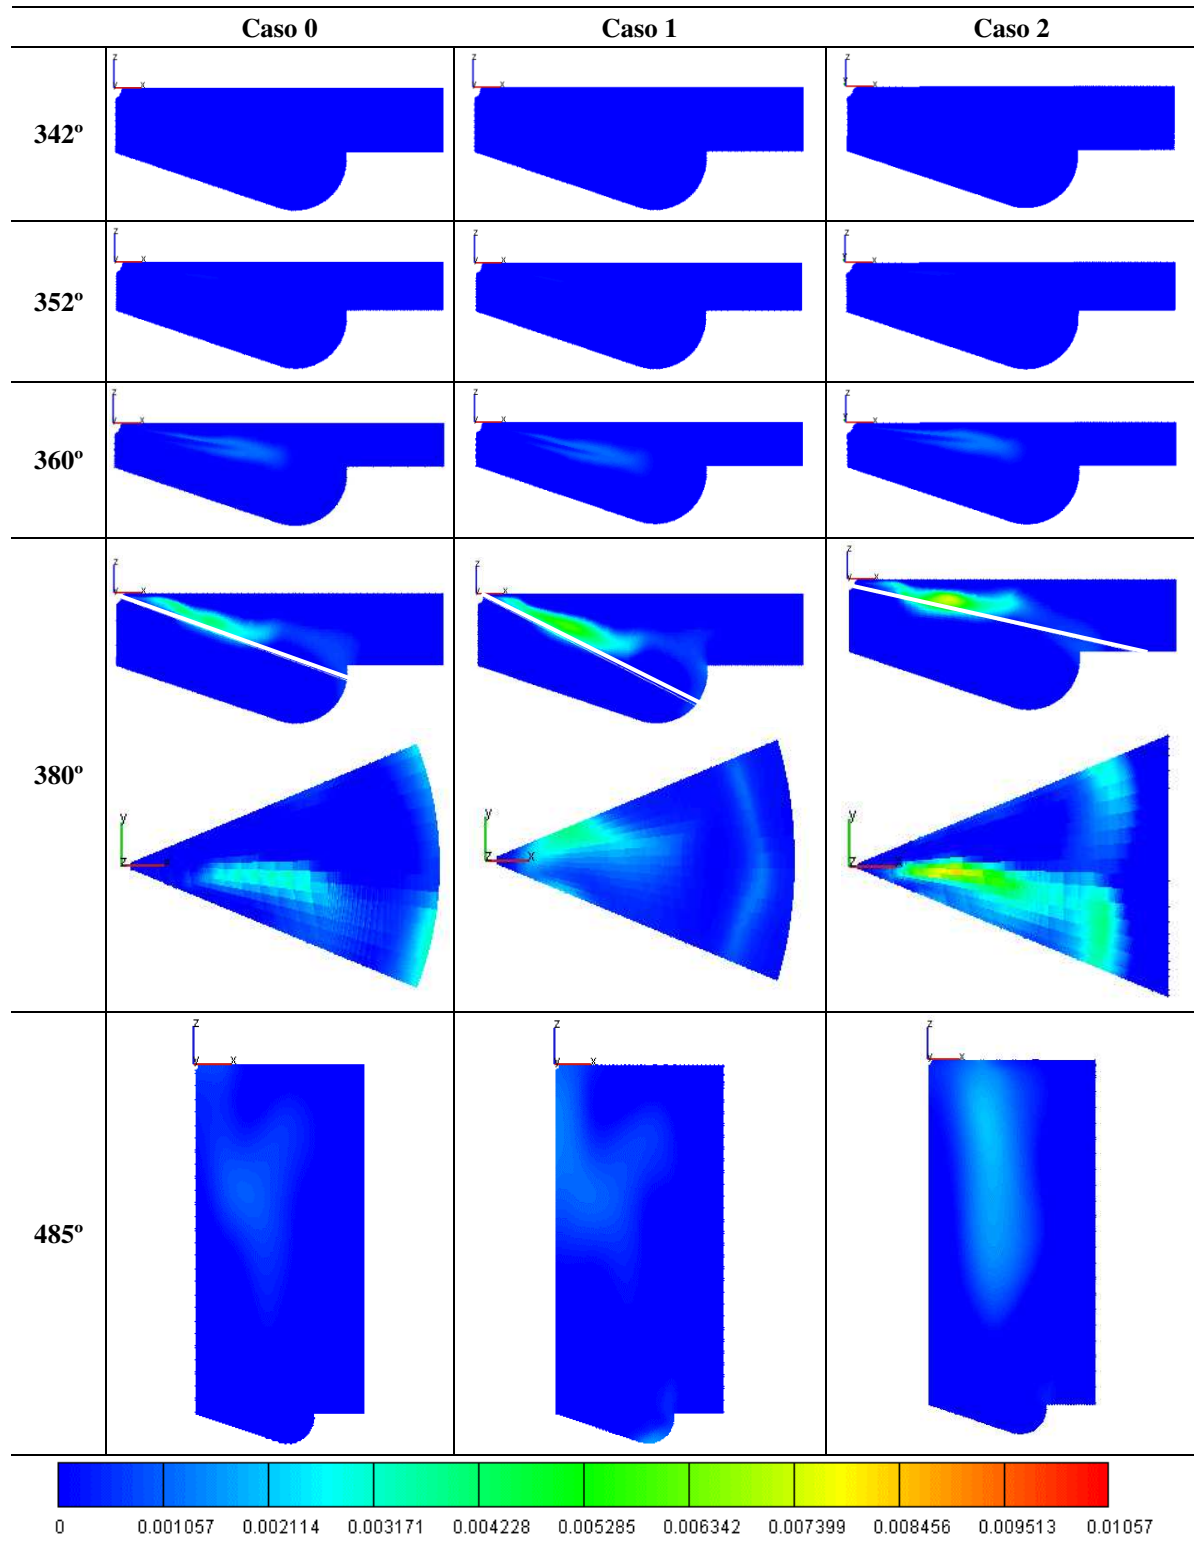 Caso 0 Caso 1 Caso 2
z z z
y x y x y x
342º
z z z
y x y x y x
352º
z z z
y x y x y x
360º
z z z
y x y x y x
380º
y y y
z x z x z x
z z z
y x y x y x
485º
0 0.001057 0.002114 0.003171 0.004228 0.005285 0.006342 0.007399 0.008456 0.009513 0.01057